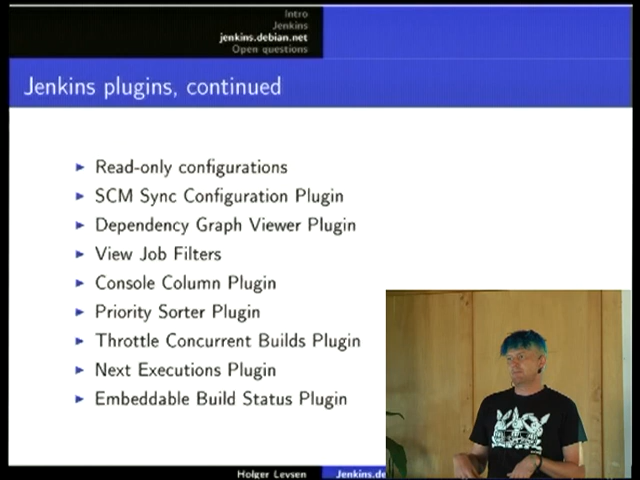 Intro
Jenkins
jenkins.debian.net
Open questions
Jenkins plugins, continued
Read-only configurations
SCM Sync Configuration Plugin
Dependency Graph Viewer Plugin
View Job Filters
Console Column Plugin
Priority Sorter Plugin
Throttle Concurrent Builds Plugin
Next Executions Plugin
Embeddable Build Status Plugin
Holger Levsen
Jenkins.de